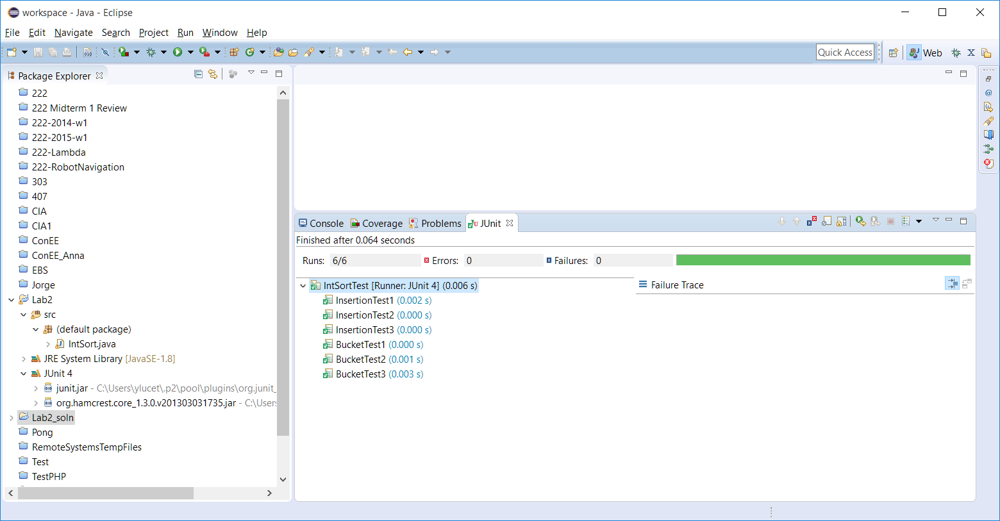 workspace - Java - Eclipse
File Edit Navigate Search Project Run Window Help
Quick Access
Web
Package Explorer
222
222 Midterm 1 Review
222-2014-w1
222-2015-w1
222-Lambda
222-RobotNavigation
303
407
CIA
CIA1
ConEE
ConEE_Anna
EBS
Jorge
Lab2
src
(default package)
IntSort.java
JRE System Library [JavaSE-1.8]
JUnit 4
junit.jar - C:\Users\ylucet\.p2\pool\plugins\org.junit_
org.hamcrest.core_1.3.0.v201303031735.jar - C:\Users
Lab2_soln
Pong
RemoteSystemsTempFiles
Test
TestPHP
Console Coverage Problems JUnit
Finished after 0.064 seconds
Runs: 6/6 Errors: 0 Failures: 0
IntSortTest [Runner: JUnit 4] (0.006 s)
InsertionTest1 (0.002 s)
InsertionTest2 (0.000 s)
InsertionTest3 (0.000 s)
BucketTest1 (0.000 s)
BucketTest2 (0.001 s)
BucketTest3 (0.003 s)
Failure Trace